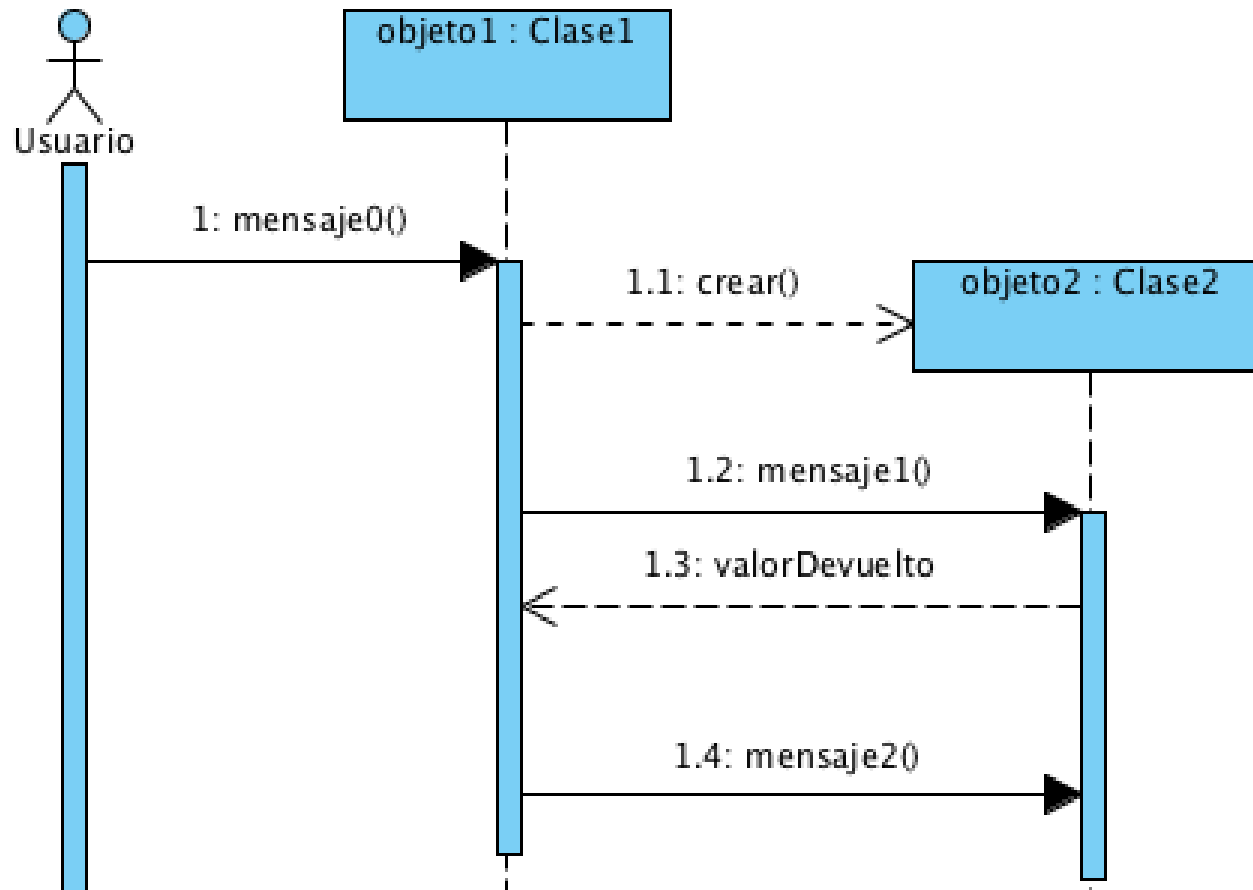 objeto1 : Clase1
Usuario
1: mensaje0()
1.1: crear()
objeto2 : Clase2
1.2: mensaje1()
1.3: valorDevuelto
1.4: mensaje2()